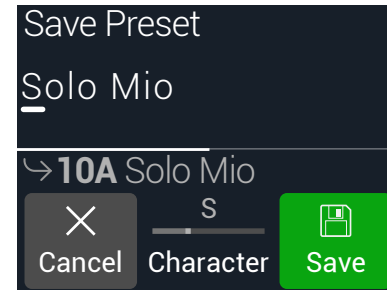 Save Preset
Solo Mio
10A Solo Mio
S
Cancel Character Save